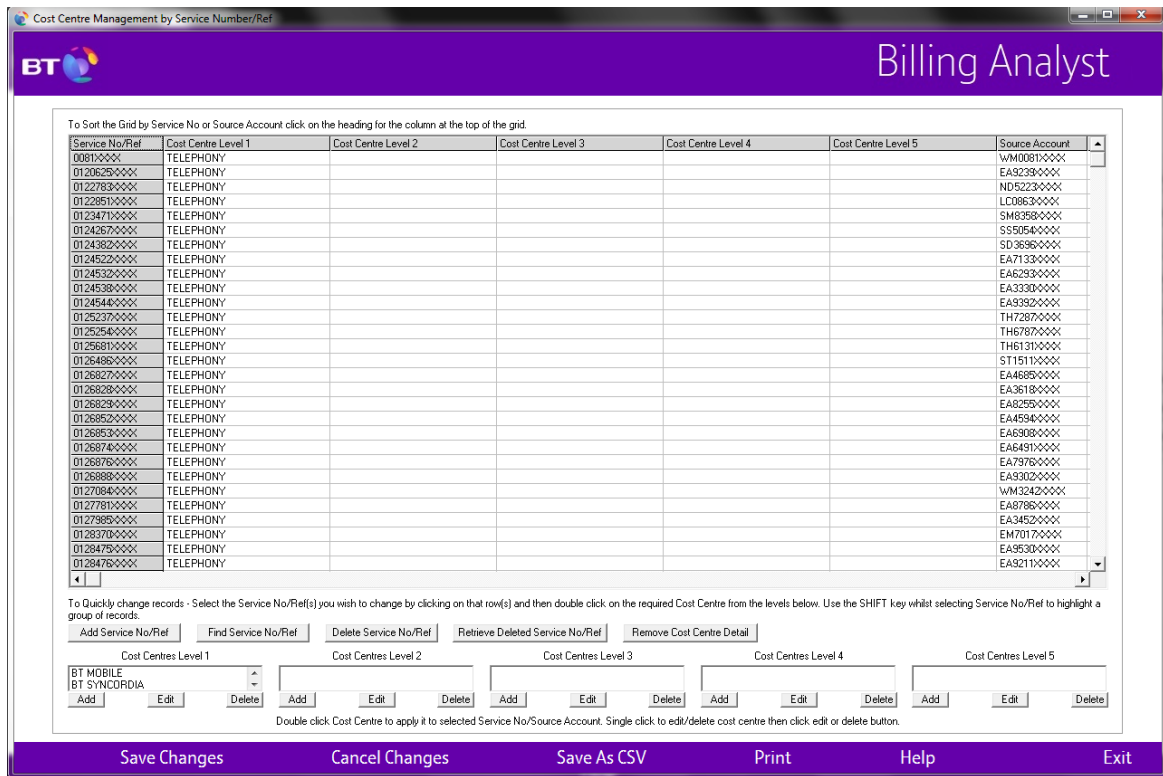 Cost Centre Management by Service Number/Ref
BT
Billing Analyst
To Sort the Grid by Service No or Source Account click on the heading for the column at the top of the grid.
Service No/Ref Cost Centre Level 1 Cost Centre Level 2 Cost Centre Level 3 Cost Centre Level 4 Cost Centre Level 5 Source Account
0081XXXX TELEPHONY WM0081XXXX
0120625XXXX TELEPHONY EA9239XXXX
0122783XXXX TELEPHONY ND5223XXXX
0122851XXXX TELEPHONY LC0863XXXX
0123471XXXX TELEPHONY SM8358XXXX
0124267XXXX TELEPHONY SS5054XXXX
0124382XXXX TELEPHONY SD3696XXXX
0124522XXXX TELEPHONY EA7133XXXX
0124532XXXX TELEPHONY EA6293XXXX
0124538XXXX TELEPHONY EA3330XXXX
0124544XXXX TELEPHONY EA9392XXXX
0125237XXXX TELEPHONY TH7287XXXX
0125254XXXX TELEPHONY TH6787XXXX
0125681XXXX TELEPHONY TH6131XXXX
0126486XXXX TELEPHONY ST1511XXXX
0126827XXXX TELEPHONY EA4685XXXX
0126828XXXX TELEPHONY EA3618XXXX
0126829XXXX TELEPHONY EA8255XXXX
0126852XXXX TELEPHONY EA4594XXXX
0126853XXXX TELEPHONY EA6908XXXX
0126874XXXX TELEPHONY EA6491XXXX
0126876XXXX TELEPHONY EA7976XXXX
0126888XXXX TELEPHONY EA9302XXXX
0127084XXXX TELEPHONY WM3242XXXX
0127781XXXX TELEPHONY EA8786XXXX
0127985XXXX TELEPHONY EA3452XXXX
0128370XXXX TELEPHONY EM7017XXXX
0128475XXXX TELEPHONY EA9530XXXX
0128476XXXX TELEPHONY EA9211XXXX
To Quickly change records - Select the Service No/Ref(s) you wish to change by clicking on that row(s) and then double click on the required Cost Centre from the levels below. Use the SHIFT key whilst selecting Service No/Ref to highlight a
group of records.
Add Service No/Ref Find Service No/Ref Delete Service No/Ref Retrieve Deleted Service No/Ref Remove Cost Centre Detail
Cost Centres Level 1 Cost Centres Level 2 Cost Centres Level 3 Cost Centres Level 4 Cost Centres Level 5
BT MOBILE
BT SYNCORDIA
Add Edit Delete Add Edit Delete Add Edit Delete Add Edit Delete Add Edit Delete
Double click Cost Centre to apply it to selected Service No/Source Account. Single click to edit/delete cost centre then click edit or delete button.
Save Changes Cancel Changes Save As CSV Print Help Exit